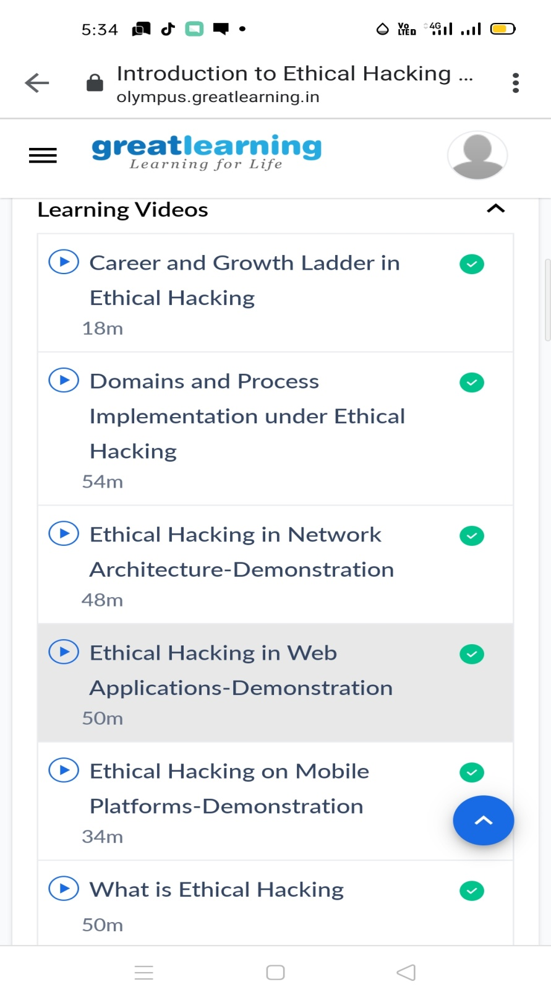 5:34
Vo
LTED
4G
Introduction to Ethical Hacking ...
olympus.greatlearning.in
greatlearning
Learning for Life
Learning Videos
Career and Growth Ladder in
Ethical Hacking
18m
Domains and Process
Implementation under Ethical
Hacking
54m
Ethical Hacking in Network
Architecture-Demonstration
48m
Ethical Hacking in Web
Applications-Demonstration
50m
Ethical Hacking on Mobile
Platforms-Demonstration
34m
What is Ethical Hacking
50m